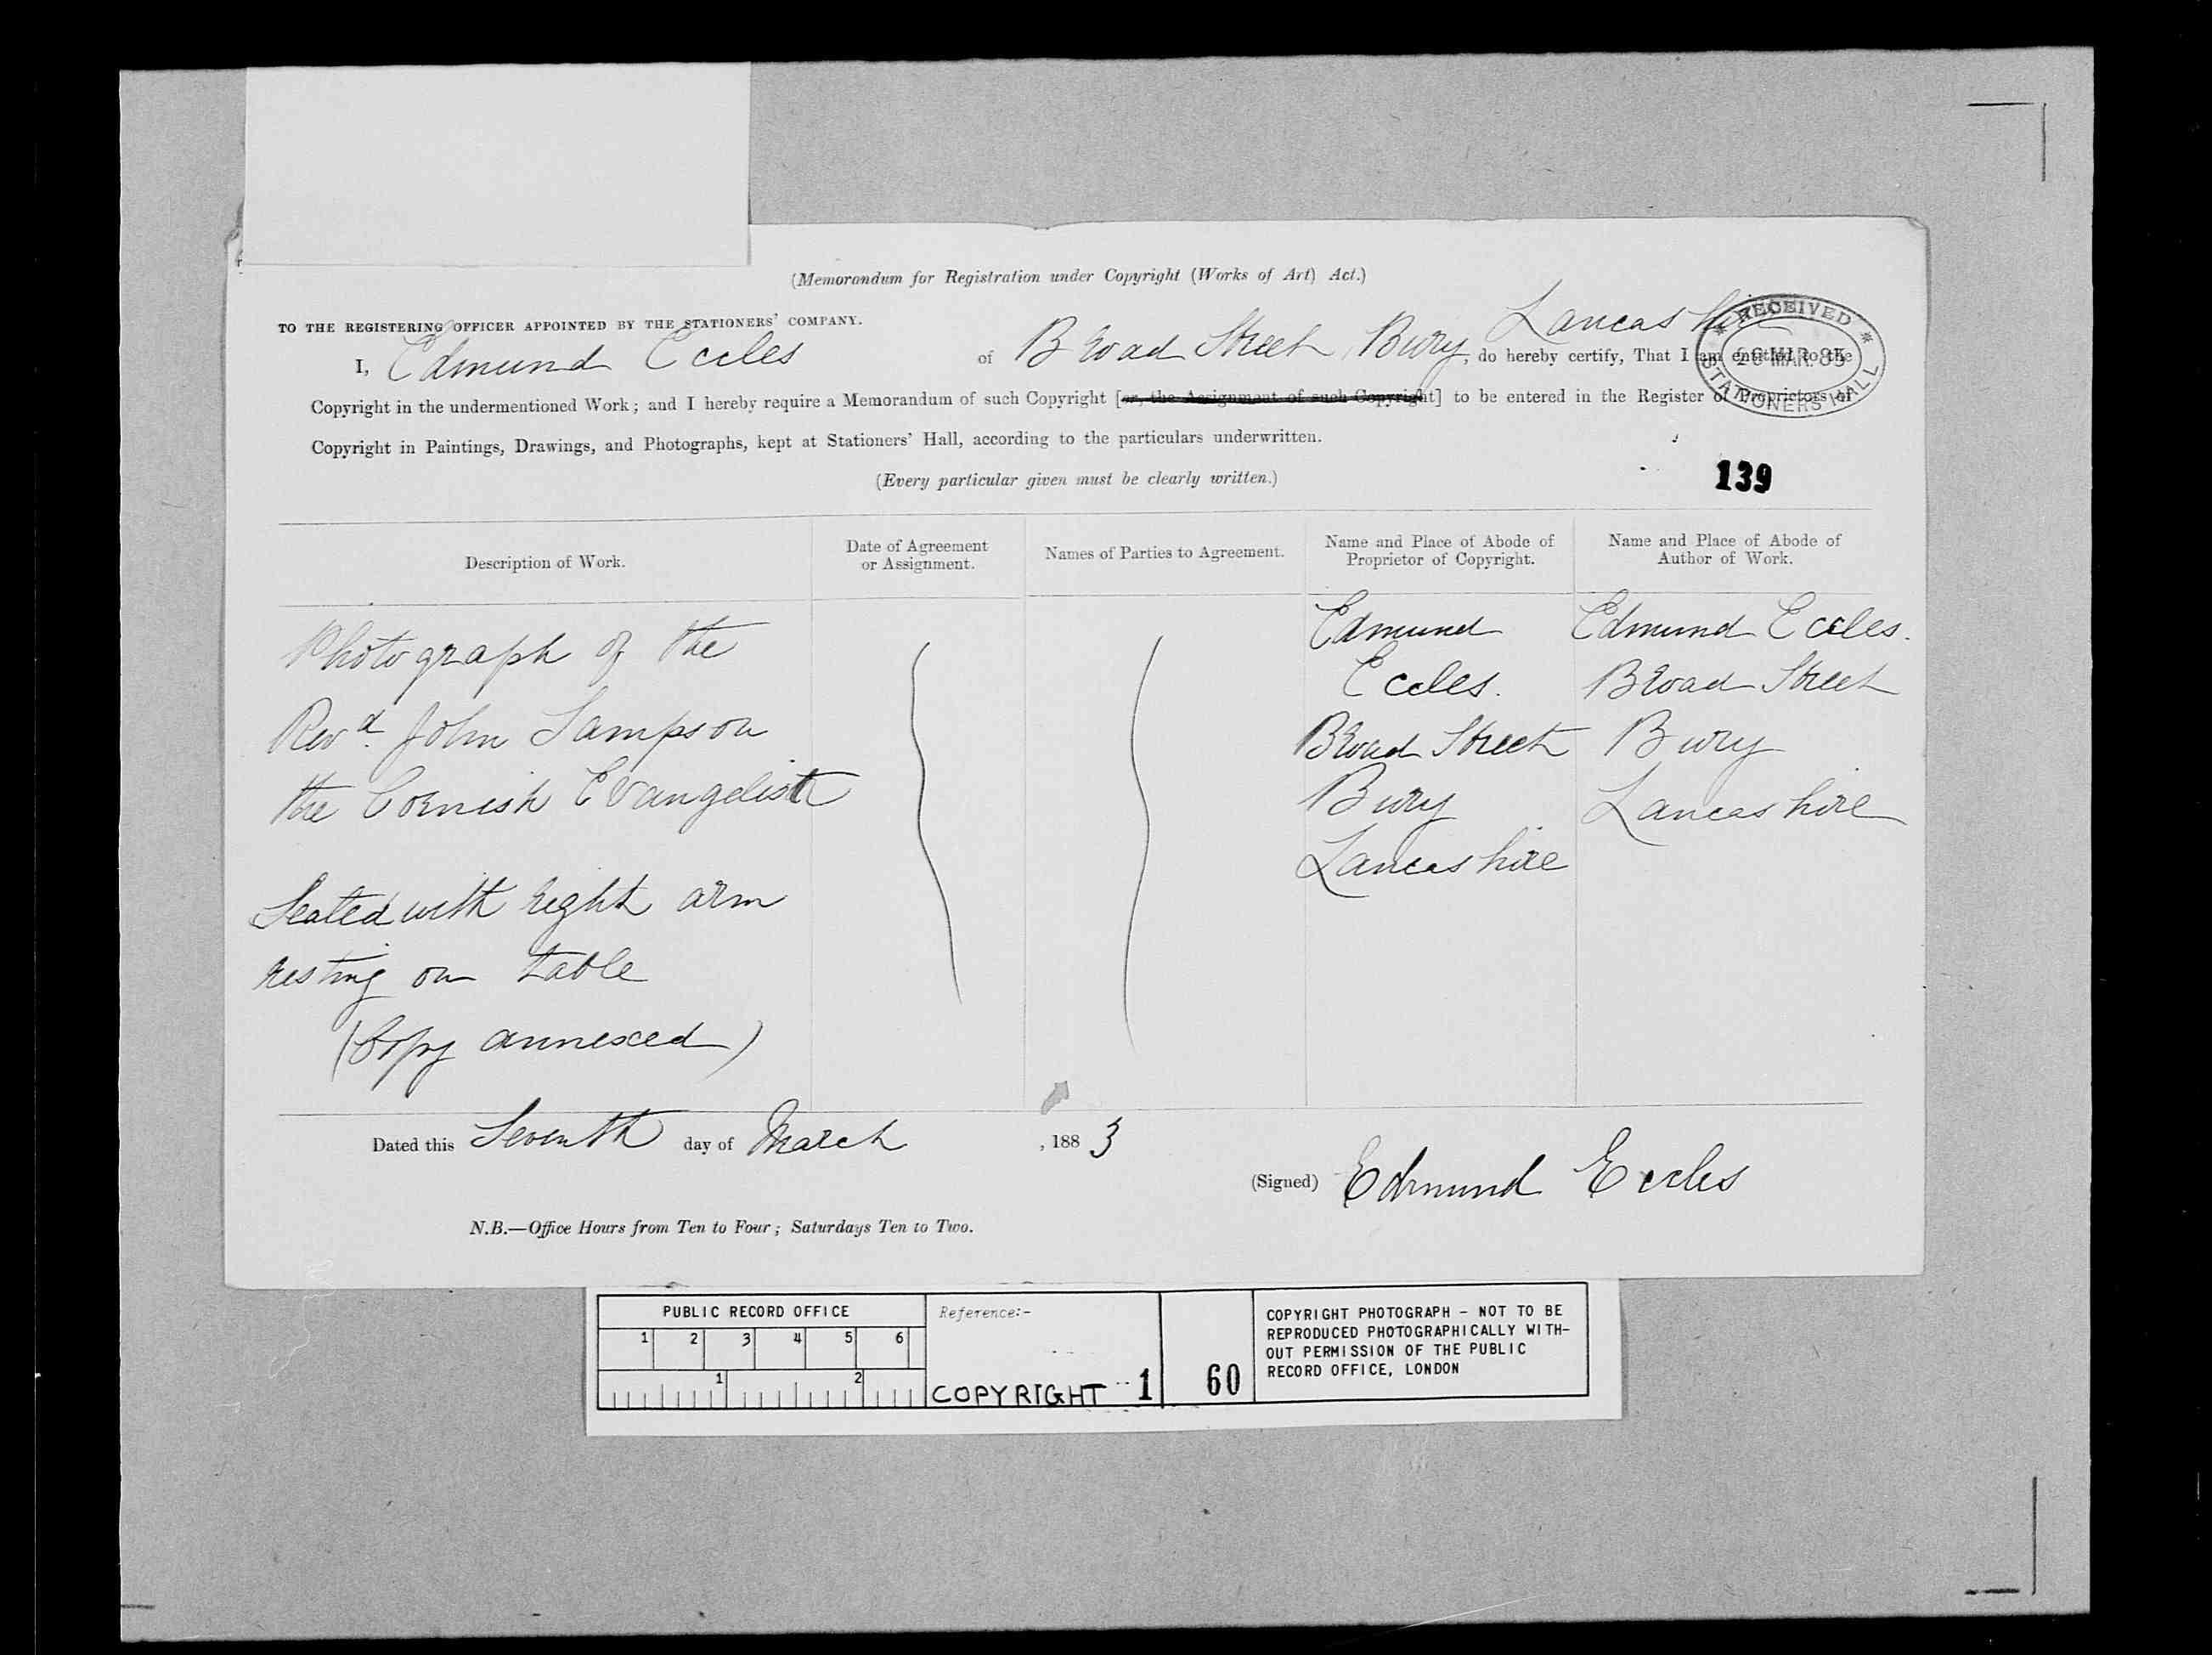 (Memorandum for Registration under Copyright (Works of Art) Act.)
TO THE REGISTERING OFFICER APPOINTED BY THE STATIONERS' COMPANY.
I, Edmund Eccles of Broad Street, Bury, Lancashire, do hereby certify, That I am entitled to the
Copyright in the undermentioned Work; and I hereby require a Memorandum of such Copyright [or, the Assignment of such Copyright] to be entered in the Register of Proprietors of
Copyright in Paintings, Drawings, and Photographs, kept at Stationers' Hall, according to the particulars underwritten.
RECEIVED
26 MAR. 83
STATIONERS HALL
(Every particular given must be clearly written.)
139
Description of Work.
Photograph of the
Revd. John Sampson
the Cornish Evangelist
Seated with right arm
resting on table
(Copy annexed)
Date of Agreement
or Assignment.
Names of Parties to Agreement.
Name and Place of Abode of
Proprietor of Copyright.
Edmund
Eccles.
Broad Street
Bury
Lancashire
Name and Place of Abode of
Author of Work.
Edmund Eccles.
Broad Street
Bury
Lancashire
Dated this Seventh day of March, 1883
(Signed) Edmund Eccles
N.B.—Office Hours from Ten to Four; Saturdays Ten to Two.
PUBLIC RECORD OFFICE
1 2 3 4 5 6
1 2
Reference:-
COPYRIGHT 1
60
COPYRIGHT PHOTOGRAPH - NOT TO BE
REPRODUCED PHOTOGRAPHICALLY WITH-
OUT PERMISSION OF THE PUBLIC
RECORD OFFICE, LONDON